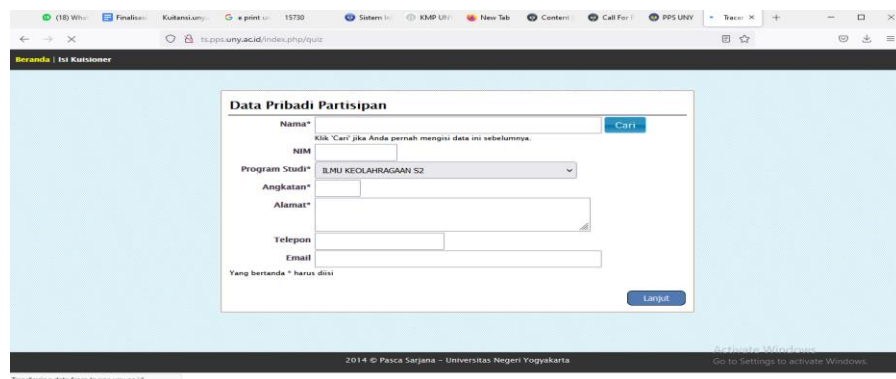 (18) What
Finalisas
Kuitansi.uny.
e print un
15730
Sistem In
KMP UN
New Tab
Content
Call For P
PPS UNY
Tracer
ts.pps.uny.ac.id/index.php/quiz
Beranda | Isi Kuisioner
Data Pribadi Partisipan
Nama*
Cari
Klik 'Cari' jika Anda pernah mengisi data ini sebelumnya.
NIM
Program Studi* ILMU KEOLAHRAGAAN S2
Angkatan*
Alamat*
Telepon
Email
Yang bertanda * harus diisi
Lanjut
2014 © Pasca Sarjana – Universitas Negeri Yogyakarta
Activate Windows
Go to Settings to activate Windows.